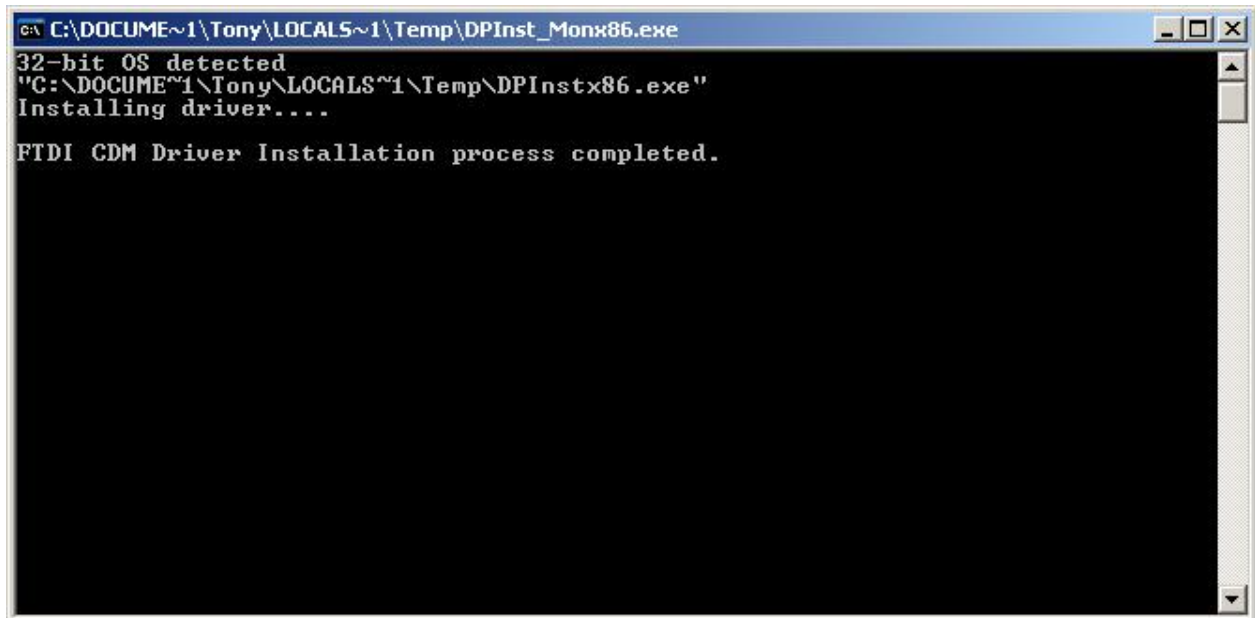 C:\DOCUME~1\Tony\LOCALS~1\Temp\DPInst_Monx86.exe
32-bit OS detected
"C:\DOCUME~1\Tony\LOCALS~1\Temp\DPInstx86.exe"
Installing driver....
FTDI CDM Driver Installation process completed.